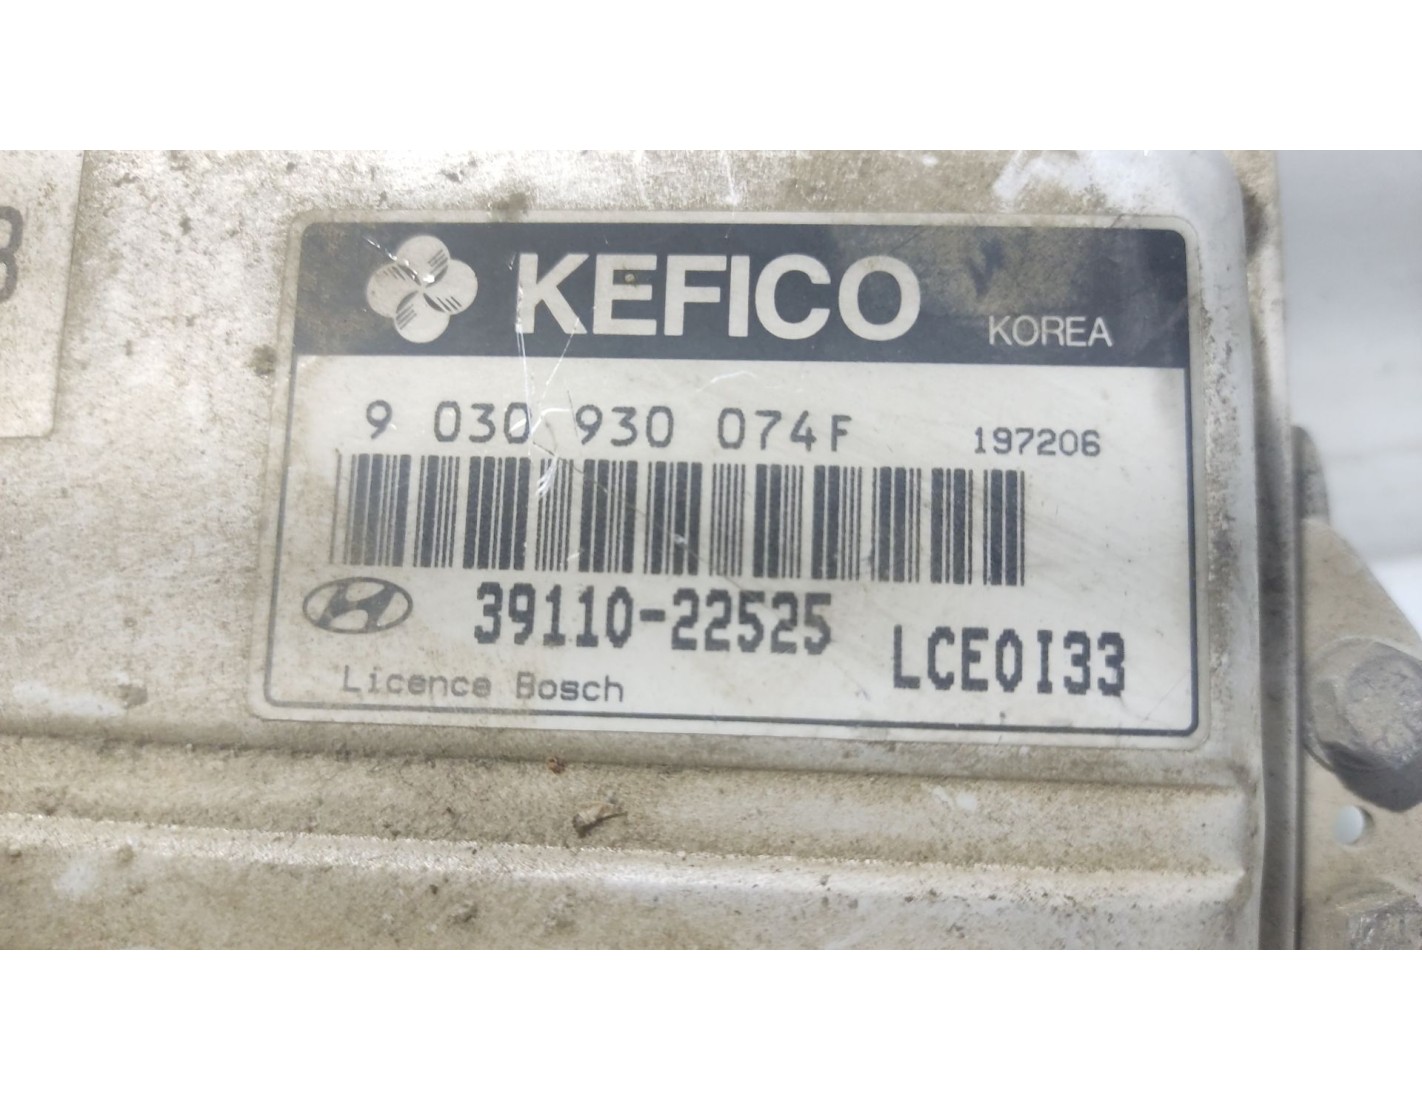 KEFICO KOREA
9 030 930 074F 197206
39110-22525 LCE0I33
Licence Bosch